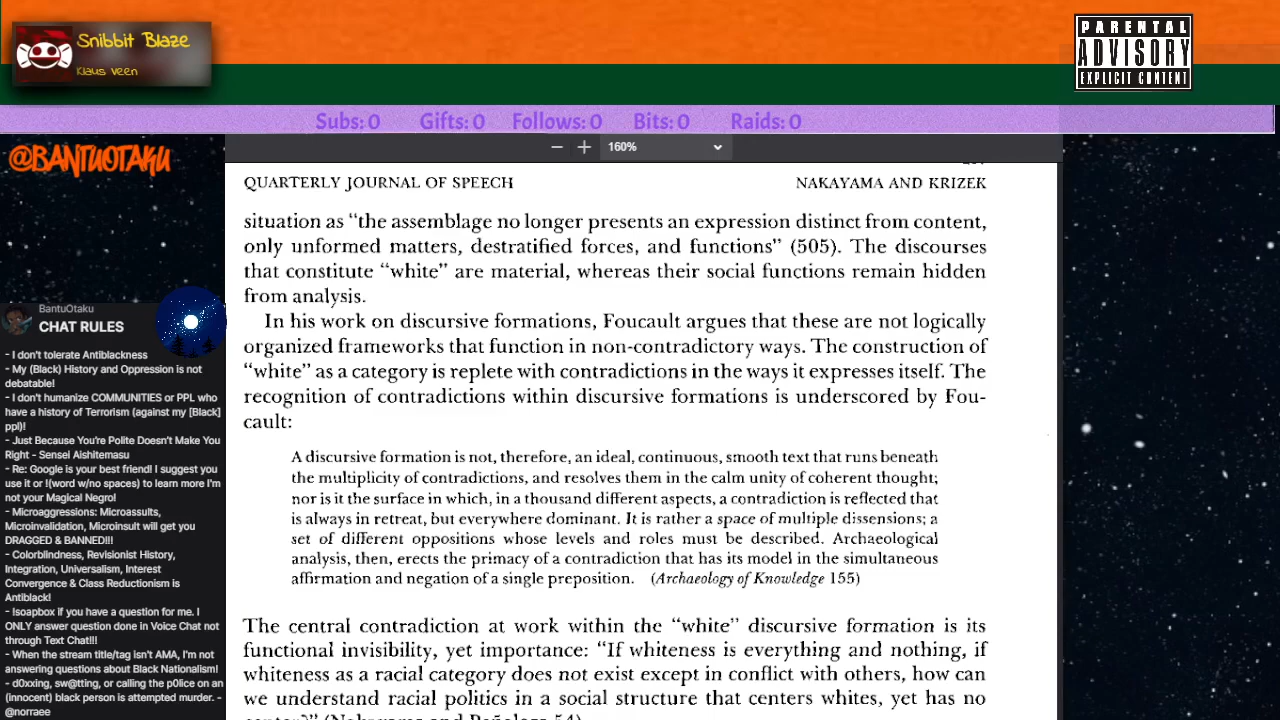 Snibbit Blaze
Klaus Veen
PARENTAL
ADVISORY
EXPLICIT CONTENT
Subs: 0 Gifts: 0 Follows: 0 Bits: 0 Raids: 0
@BANTUOTAKU
160%
QUARTERLY JOURNAL OF SPEECH NAKAYAMA AND KRIZEK
situation as “the assemblage no longer presents an expression distinct from content,
only unformed matters, destratified forces, and functions” (505). The discourses
that constitute “white” are material, whereas their social functions remain hidden
from analysis.
In his work on discursive formations, Foucault argues that these are not logically
organized frameworks that function in non-contradictory ways. The construction of
“white” as a category is replete with contradictions in the ways it expresses itself. The
recognition of contradictions within discursive formations is underscored by Fou-
cault:
A discursive formation is not, therefore, an ideal, continuous, smooth text that runs beneath
the multiplicity of contradictions, and resolves them in the calm unity of coherent thought;
nor is it the surface in which, in a thousand different aspects, a contradiction is reflected that
is always in retreat, but everywhere dominant. It is rather a space of multiple dissensions; a
set of different oppositions whose levels and roles must be described. Archaeological
analysis, then, erects the primacy of a contradiction that has its model in the simultaneous
affirmation and negation of a single preposition. (Archaeology of Knowledge 155)
The central contradiction at work within the “white” discursive formation is its
functional invisibility, yet importance: “If whiteness is everything and nothing, if
whiteness as a racial category does not exist except in conflict with others, how can
we understand racial politics in a social structure that centers whites, yet has no
center?” (Nakayama and Peñaloza 54)
BantuOtaku
CHAT RULES
- I don't tolerate Antiblackness
- My (Black) History and Oppression is not
debatable!
- I don't humanize COMMUNITIES or PPL who
have a history of Terrorism (against my [Black]
ppl)!
- Just Because You're Polite Doesn't Make You
Right - Sensei Aishitemasu
- Re: Google is your best friend! I suggest you
use it or !(word w/no spaces) to learn more I'm
not your Magical Negro!
- Microaggressions: Microassults,
Microinvalidation, Microinsult will get you
DRAGGED & BANNED!!!
- Colorblindness, Revisionist History,
Integration, Universalism, Interest
Convergence & Class Reductionism is
Antiblack!
- !soapbox if you have a question for me. I
ONLY answer question done in Voice Chat not
through Text Chat!!!
- When the stream title/tag isn't AMA, I'm not
answering questions about Black Nationalism!
- d0xxing, sw@tting, or calling the p0lice on an
(innocent) black person is attempted murder. -
@norraee